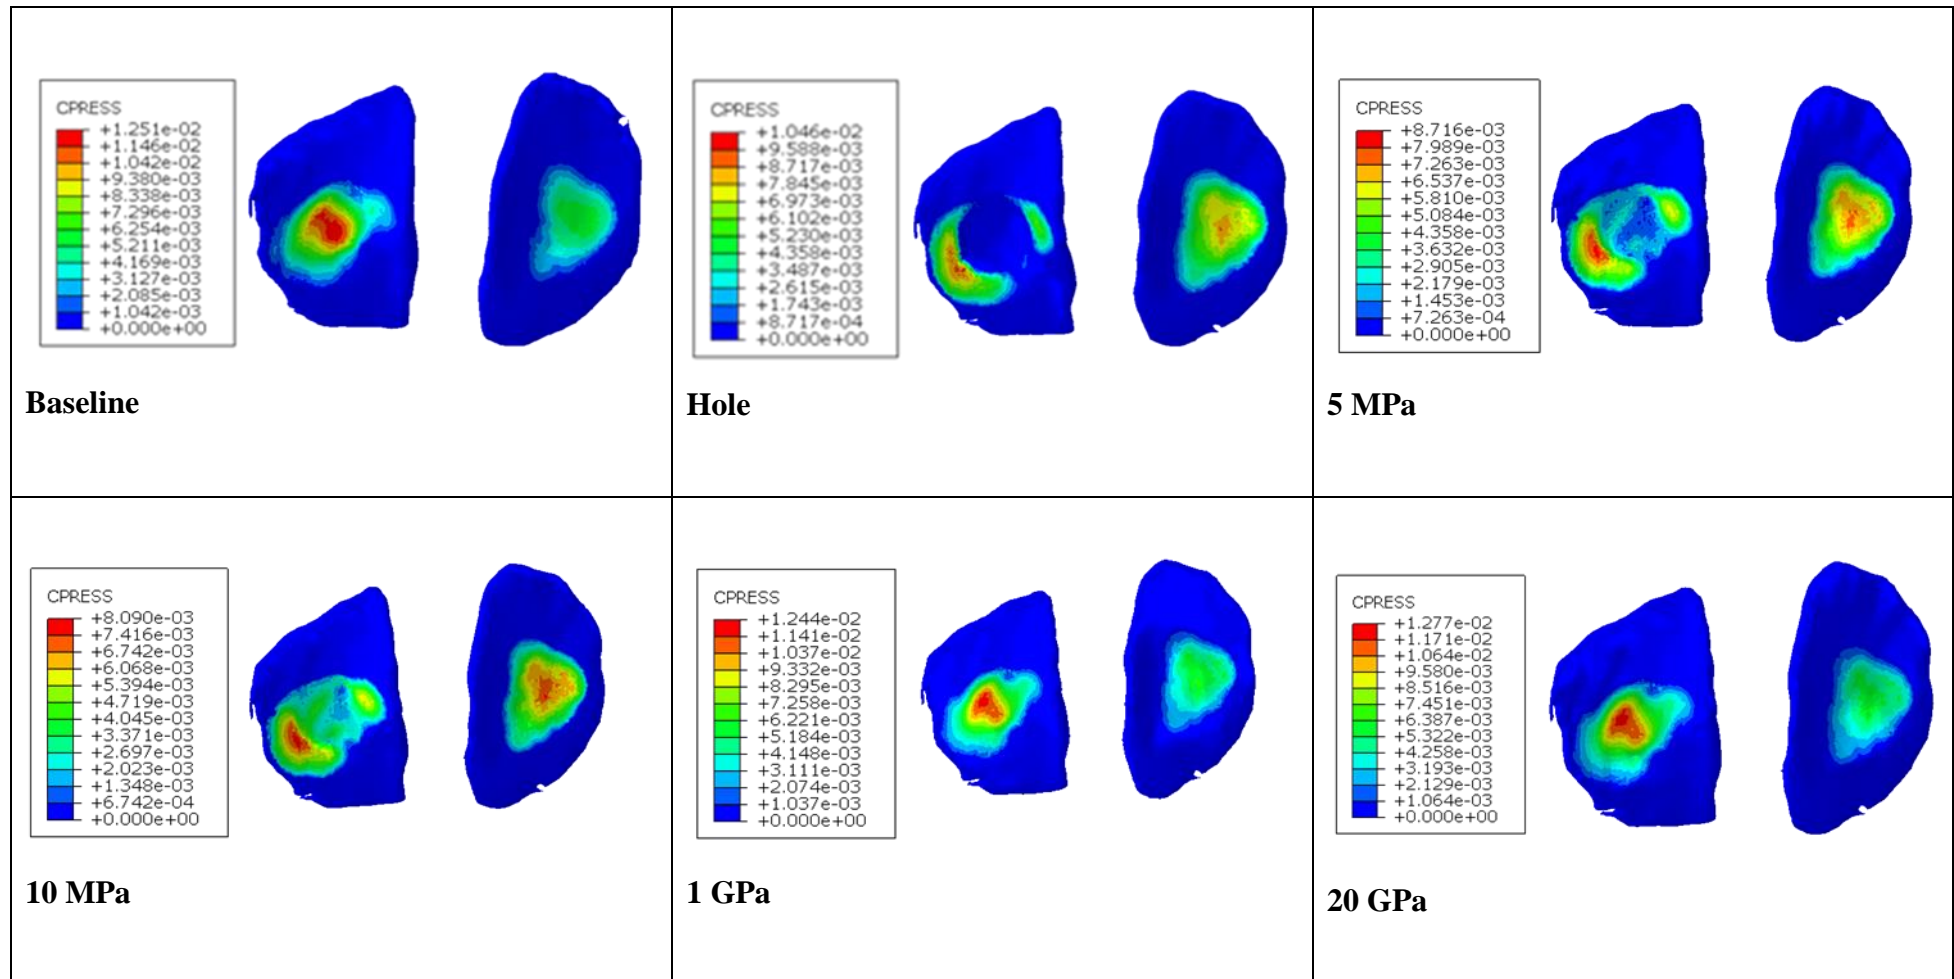 CPRESS
+1.251e-02
+1.146e-02
+1.042e-02
+9.380e-03
+8.338e-03
+7.296e-03
+6.254e-03
+5.211e-03
+4.169e-03
+3.127e-03
+2.085e-03
+1.042e-03
+0.000e+00
Baseline
CPRESS
+1.046e-02
+9.588e-03
+8.717e-03
+7.845e-03
+6.973e-03
+6.102e-03
+5.230e-03
+4.358e-03
+3.487e-03
+2.615e-03
+1.743e-03
+8.717e-04
+0.000e+00
Hole
CPRESS
+8.716e-03
+7.989e-03
+7.263e-03
+6.537e-03
+5.810e-03
+5.084e-03
+4.358e-03
+3.632e-03
+2.905e-03
+2.179e-03
+1.453e-03
+7.263e-04
+0.000e+00
5 MPa
CPRESS
+8.090e-03
+7.416e-03
+6.742e-03
+6.068e-03
+5.394e-03
+4.719e-03
+4.045e-03
+3.371e-03
+2.697e-03
+2.023e-03
+1.348e-03
+6.742e-04
+0.000e+00
10 MPa
CPRESS
+1.244e-02
+1.141e-02
+1.037e-02
+9.332e-03
+8.295e-03
+7.258e-03
+6.221e-03
+5.184e-03
+4.148e-03
+3.111e-03
+2.074e-03
+1.037e-03
+0.000e+00
1 GPa
CPRESS
+1.277e-02
+1.171e-02
+1.064e-02
+9.580e-03
+8.516e-03
+7.451e-03
+6.387e-03
+5.322e-03
+4.258e-03
+3.193e-03
+2.129e-03
+1.064e-03
+0.000e+00
20 GPa